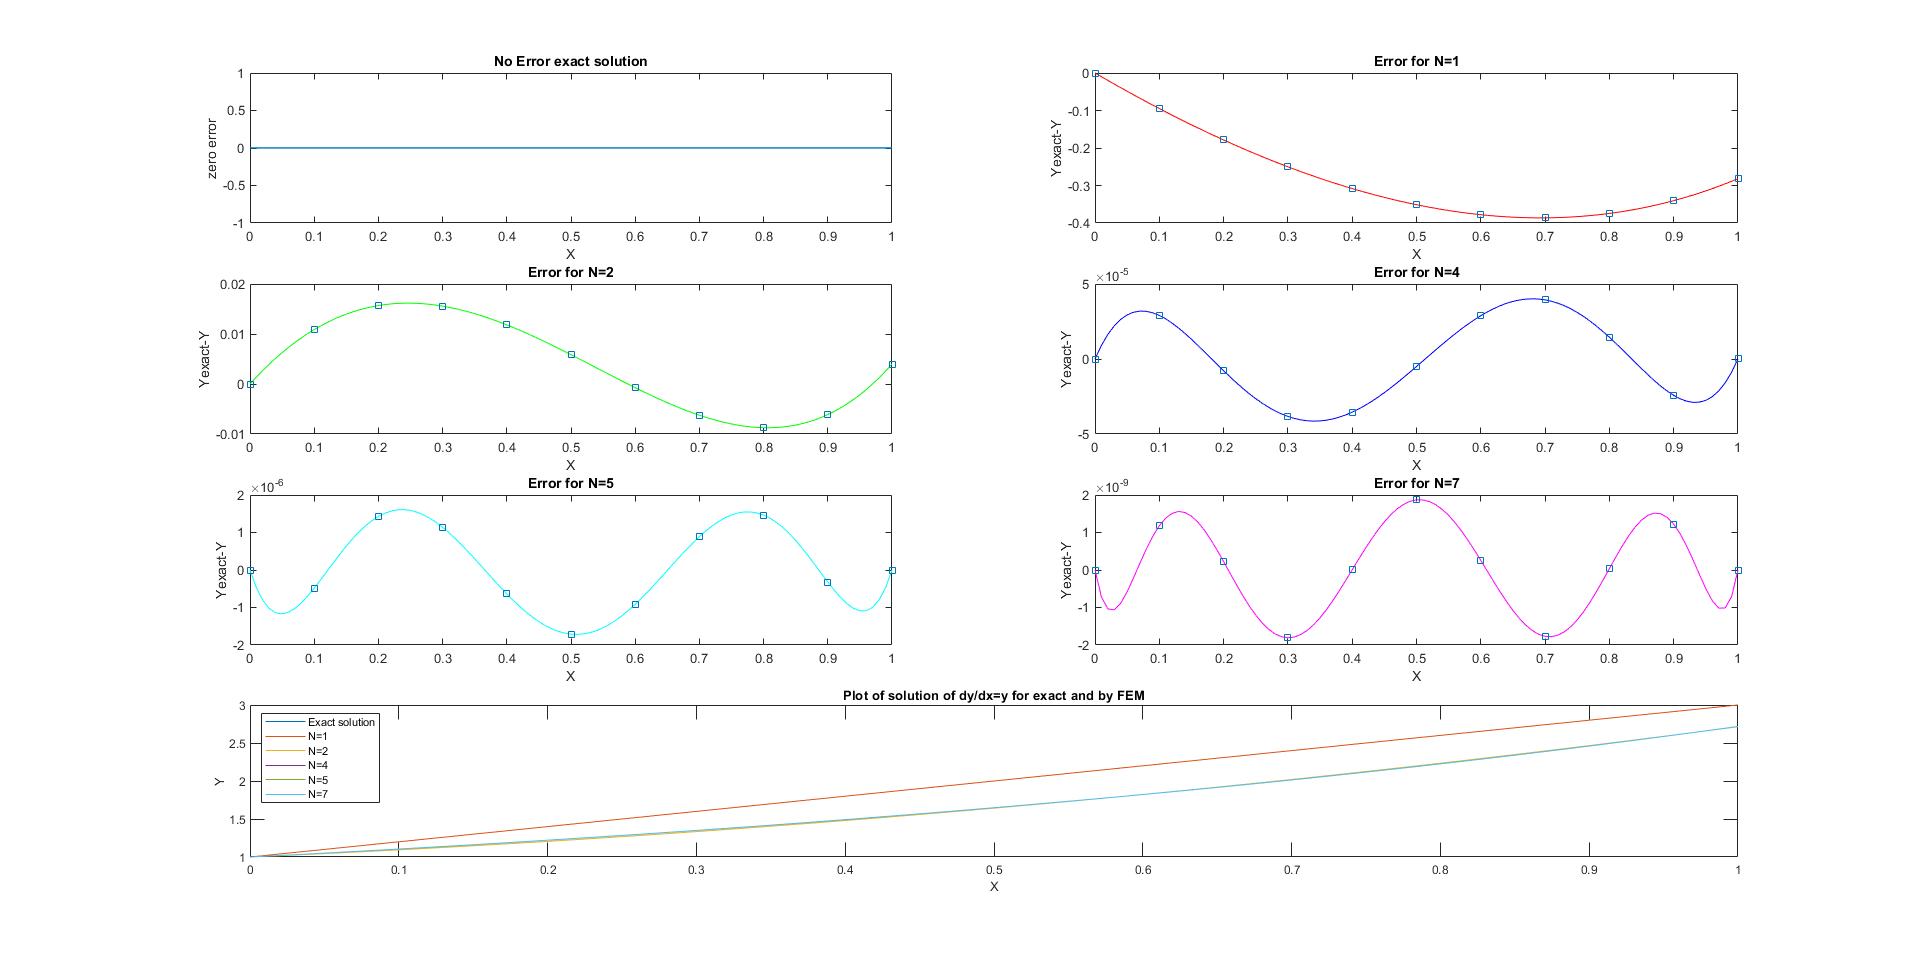 No Error exact solution
1
0.5
0
-0.5
-1
zero error
0 0.1 0.2 0.3 0.4 0.5 0.6 0.7 0.8 0.9 1
X
Error for N=1
0
-0.1
-0.2
-0.3
-0.4
Yexact-Y
0 0.1 0.2 0.3 0.4 0.5 0.6 0.7 0.8 0.9 1
X
Error for N=2
0.02
0.01
0
-0.01
Yexact-Y
0 0.1 0.2 0.3 0.4 0.5 0.6 0.7 0.8 0.9 1
X
Error for N=4
×10-5
5
0
-5
Yexact-Y
0 0.1 0.2 0.3 0.4 0.5 0.6 0.7 0.8 0.9 1
X
Error for N=5
×10-6
2
1
0
-1
-2
Yexact-Y
0 0.1 0.2 0.3 0.4 0.5 0.6 0.7 0.8 0.9 1
X
Error for N=7
×10-9
2
1
0
-1
-2
Yexact-Y
0 0.1 0.2 0.3 0.4 0.5 0.6 0.7 0.8 0.9 1
X
Plot of solution of dy/dx=y for exact and by FEM
3
2.5
2
1.5
1
Y
Exact solution
N=1
N=2
N=4
N=5
N=7
0 0.1 0.2 0.3 0.4 0.5 0.6 0.7 0.8 0.9 1
X